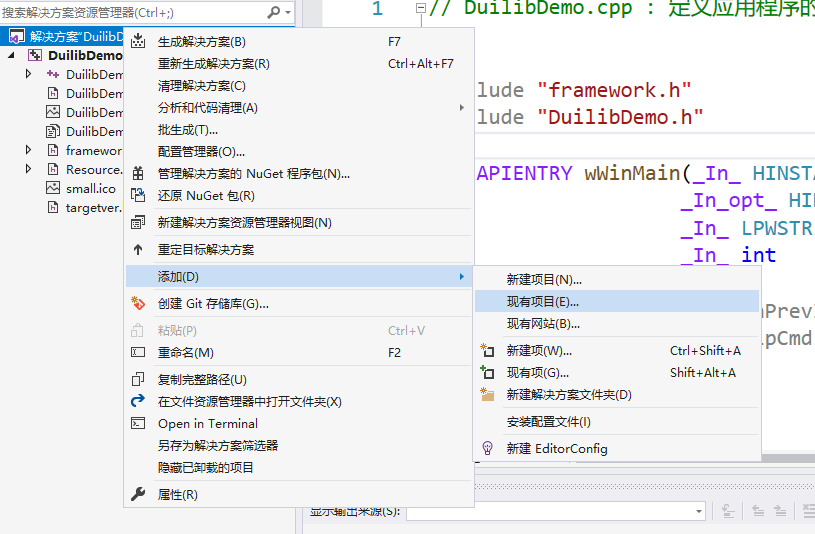 搜索解决方案资源管理器(Ctrl+;)
解决方案"DuilibD
DuilibDemo
DuilibDem
DuilibDem
DuilibDem
DuilibDem
framewor
Resource.
small.ico
targetver.
生成解决方案(B) F7
重新生成解决方案(R) Ctrl+Alt+F7
清理解决方案(C)
分析和代码清理(A)
批生成(T)...
配置管理器(O)...
管理解决方案的 NuGet 程序包(N)...
还原 NuGet 包(R)
新建解决方案资源管理器视图(N)
重定目标解决方案
添加(D)
创建 Git 存储库(G)...
粘贴(P) Ctrl+V
重命名(M) F2
复制完整路径(U)
在文件资源管理器中打开文件夹(X)
Open in Terminal
另存为解决方案筛选器
隐藏已卸载的项目
属性(R)
新建项目(N)...
现有项目(E)...
现有网站(B)...
新建项(W)... Ctrl+Shift+A
现有项(G)... Shift+Alt+A
新建解决方案文件夹(D)
安装配置文件(I)
新建 EditorConfig
1 // DuilibDemo.cpp : 定义应用程序的
lude "framework.h"
lude "DuilibDemo.h"
APIENTRY wWinMain(_In_ HINSTA
_In_opt_ HIN
_In_ LPWSTR
_In_ int
PrevI
pCmd
显示输出来源(S):